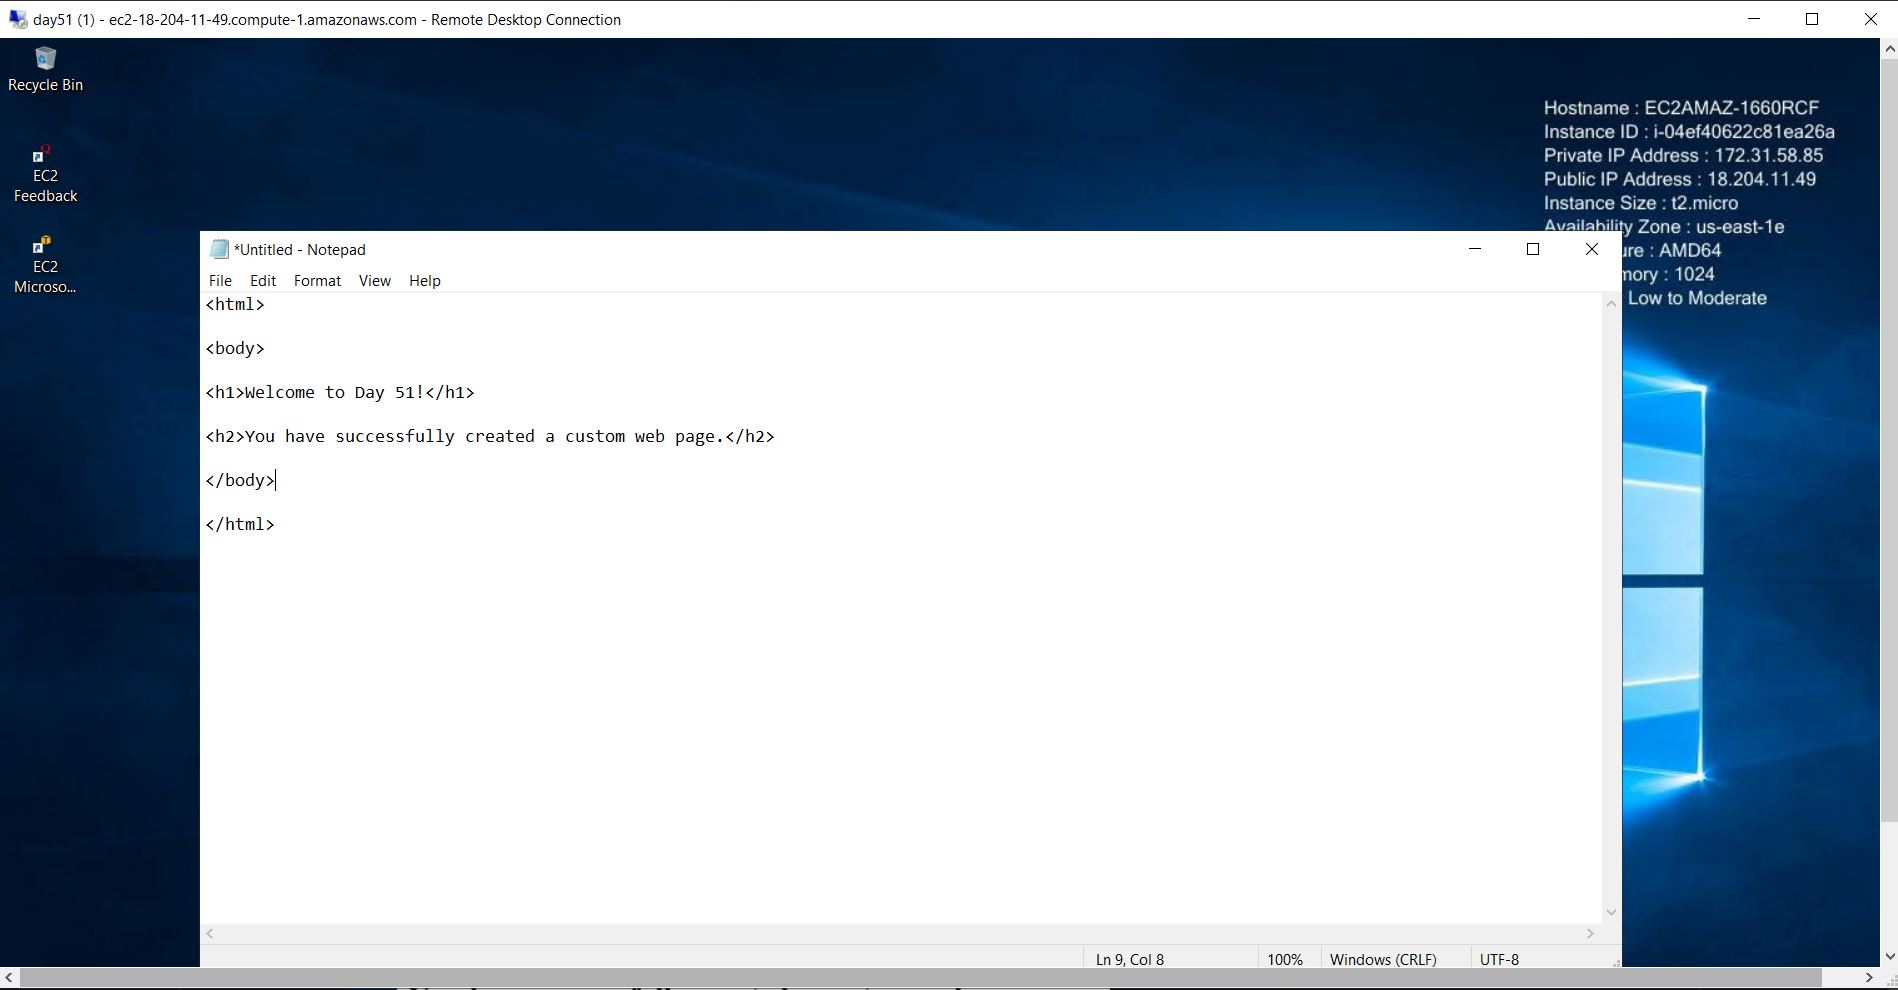 day51 (1) - ec2-18-204-11-49.compute-1.amazonaws.com - Remote Desktop Connection
Recycle Bin
EC2
Feedback
EC2
Microso...
Hostname : EC2AMAZ-1660RCF
Instance ID : i-04ef40622c81ea26a
Private IP Address : 172.31.58.85
Public IP Address : 18.204.11.49
Instance Size : t2.micro
Availability Zone : us-east-1e
ure : AMD64
mory : 1024
Low to Moderate
*Untitled - Notepad
File Edit Format View Help
<html>
<body>
<h1>Welcome to Day 51!</h1>
<h2>You have successfully created a custom web page.</h2>
</body>
</html>
Ln 9, Col 8 100% Windows (CRLF) UTF-8